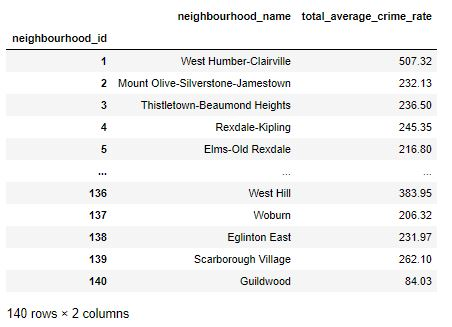 neighbourhood_name total_average_crime_rate
neighbourhood_id
1 West Humber-Clairville 507.32
2 Mount Olive-Silverstone-Jamestown 232.13
3 Thistletown-Beaumond Heights 236.50
4 Rexdale-Kipling 245.35
5 Elms-Old Rexdale 216.80
... ... ...
136 West Hill 383.95
137 Woburn 206.32
138 Eglinton East 231.97
139 Scarborough Village 262.10
140 Guildwood 84.03
140 rows × 2 columns